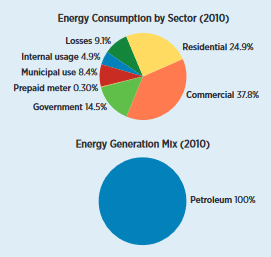 Energy Consumption by Sector (2010)
Losses 9.1%
Residential 24.9%
Internal usage 4.9%
Municipal use 8.4%
Prepaid meter 0.30%
Commercial 37.8%
Government 14.5%
Energy Generation Mix (2010)
Petroleum 100%